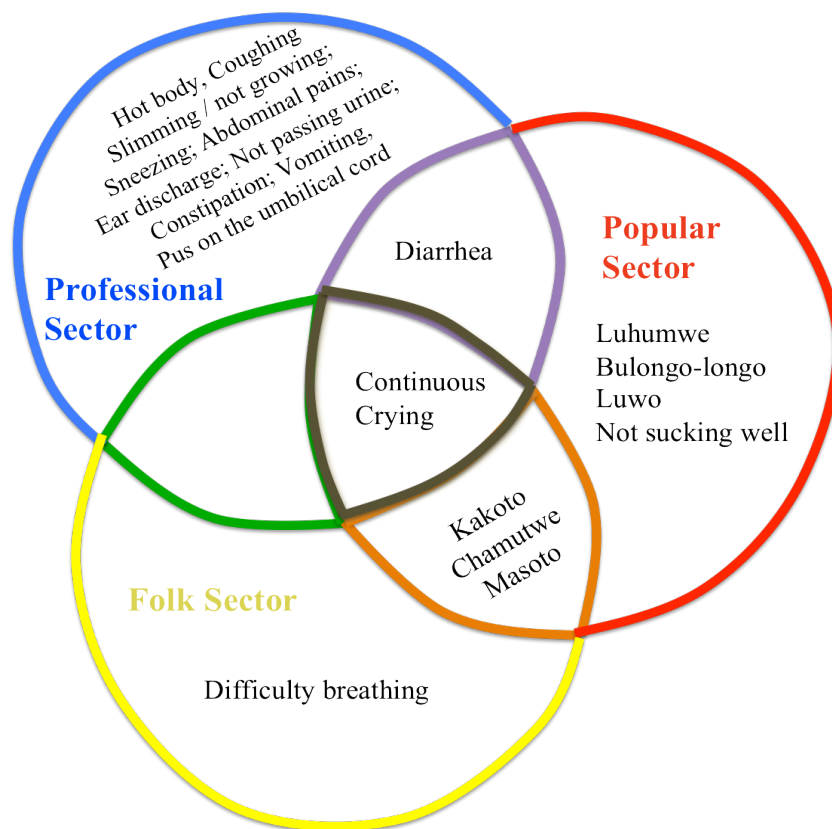 Hot body, Coughing
Slimming / not growing;
Sneezing; Abdominal pains;
Ear discharge; Not passing urine;
Constipation; Vomiting,
Pus on the umbilical cord
Professional
Sector
Diarrhea
Popular
Sector
Luhumwe
Bulongo-longo
Luwo
Not sucking well
Continuous
Crying
Kakoto
Chamutwe
Masoto
Folk Sector
Difficulty breathing